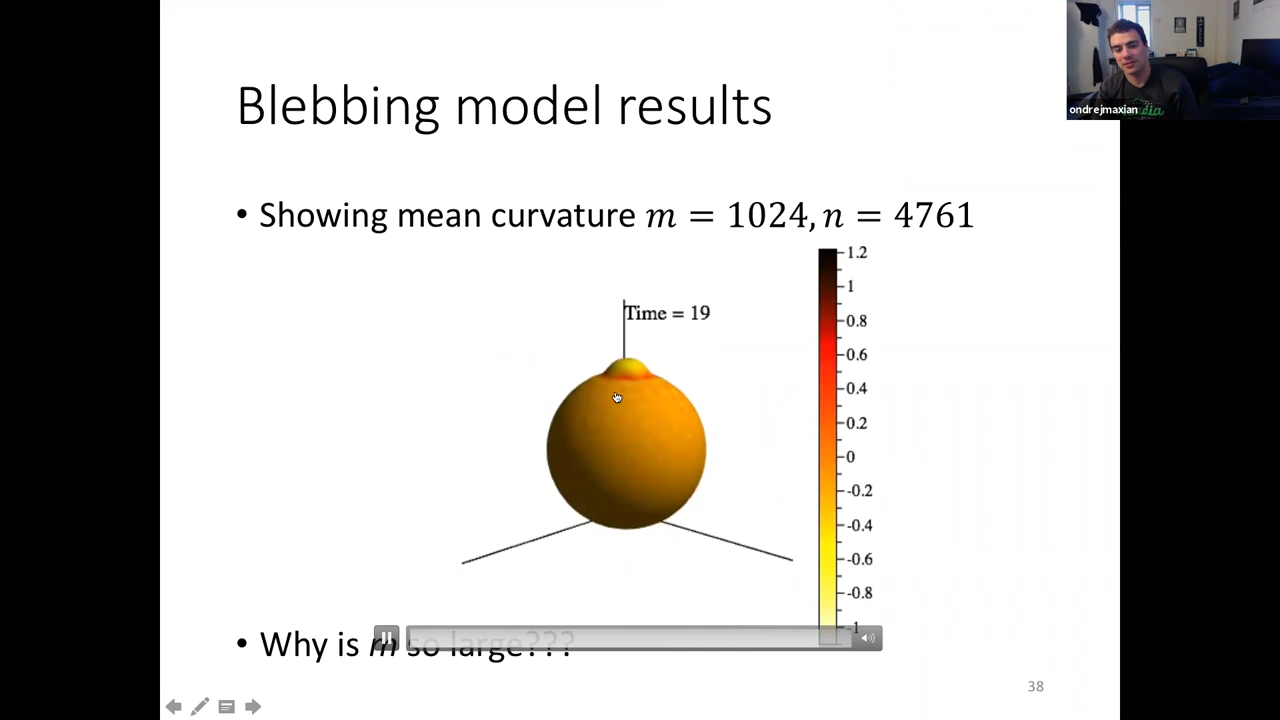 ondrejmaxian
Blebbing model results
• Showing mean curvature m = 1024, n = 4761
Time = 19
1.2
1
0.8
0.6
0.4
0.2
0
-0.2
-0.4
-0.6
-0.8
-1
• Why is m so large???
38